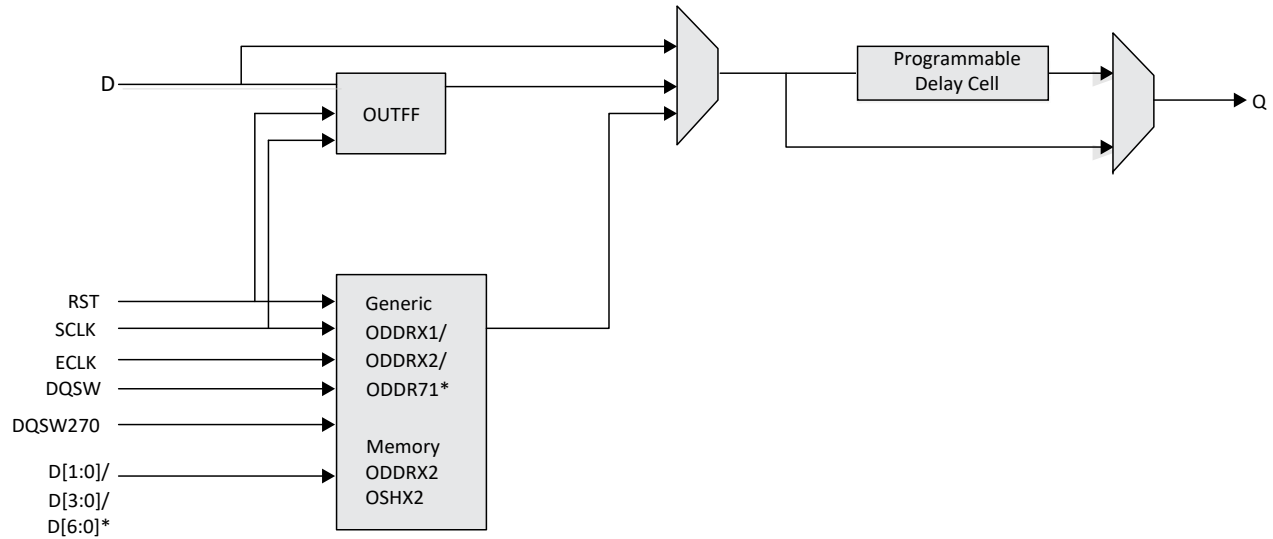 D
OUTFF
Programmable
Delay Cell
Q
RST
SCLK
ECLK
DQSW
DQSW270
D[1:0]/
D[3:0]/
D[6:0]*
Generic
ODDRX1/
ODDRX2/
ODDR71*
Memory
ODDRX2
OSHX2